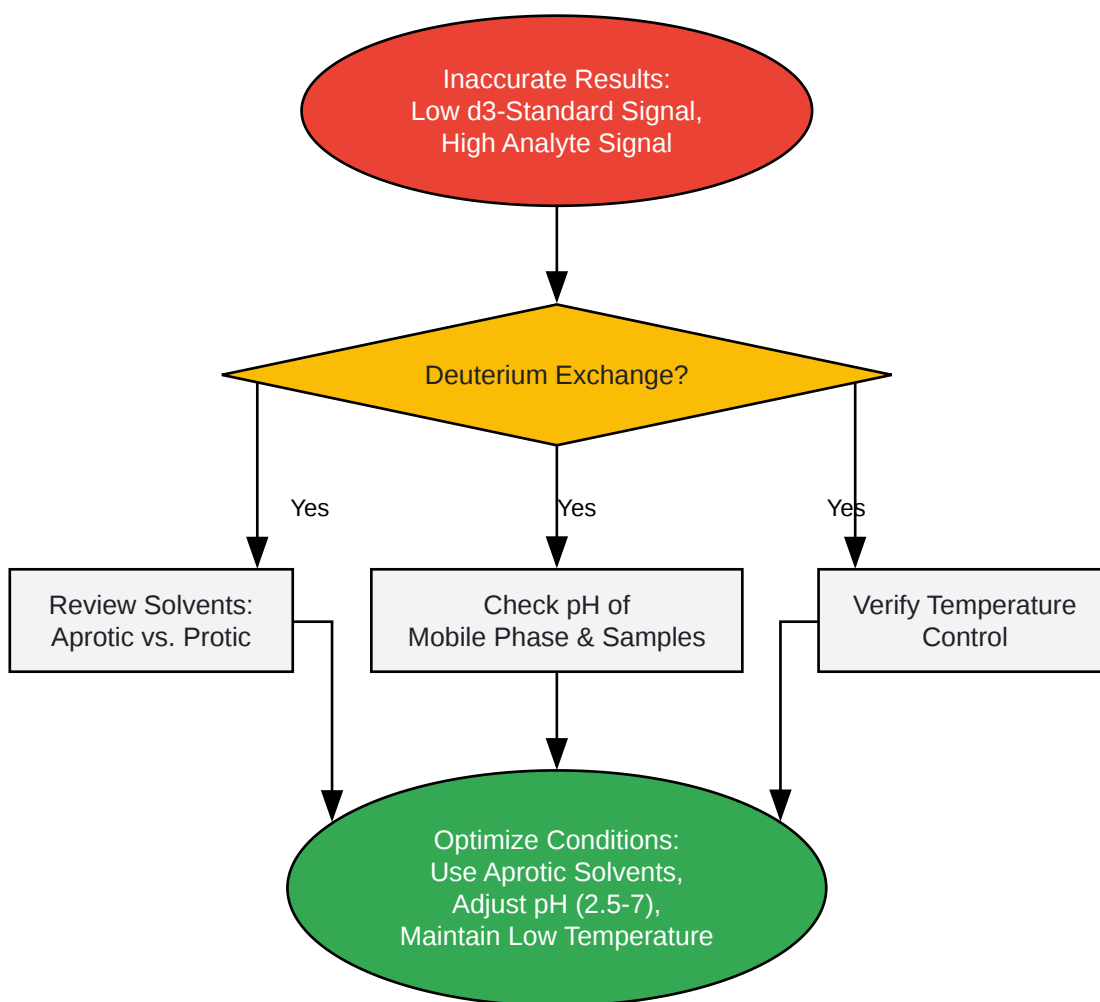 Inaccurate Results:
Low d3-Standard Signal,
High Analyte Signal
Deuterium Exchange?
Yes
Yes
Yes
Review Solvents:
Aprotic vs. Protic
Check pH of
Mobile Phase & Samples
Verify Temperature
Control
Optimize Conditions:
Use Aprotic Solvents,
Adjust pH (2.5-7),
Maintain Low Temperature